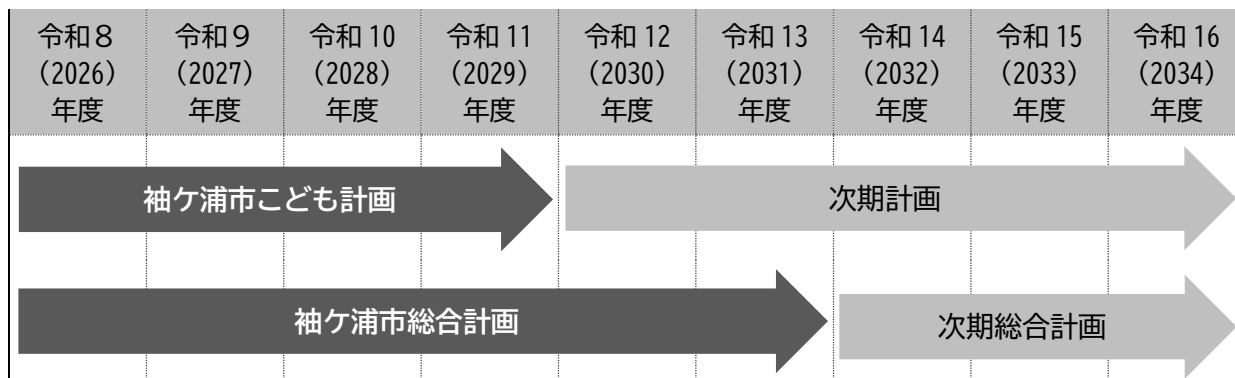 令和８ 令和９ 令和 10 令和 11 令和 12 令和 13 令和 14 令和 15 令和 16
（2026） （2027） （2028） （2029） （2030） （2031） （2032） （2033） （2034）
年度 年度 年度 年度 年度 年度 年度 年度 年度
袖ケ浦市こども計画 次期計画
袖ケ浦市総合計画 次期総合計画